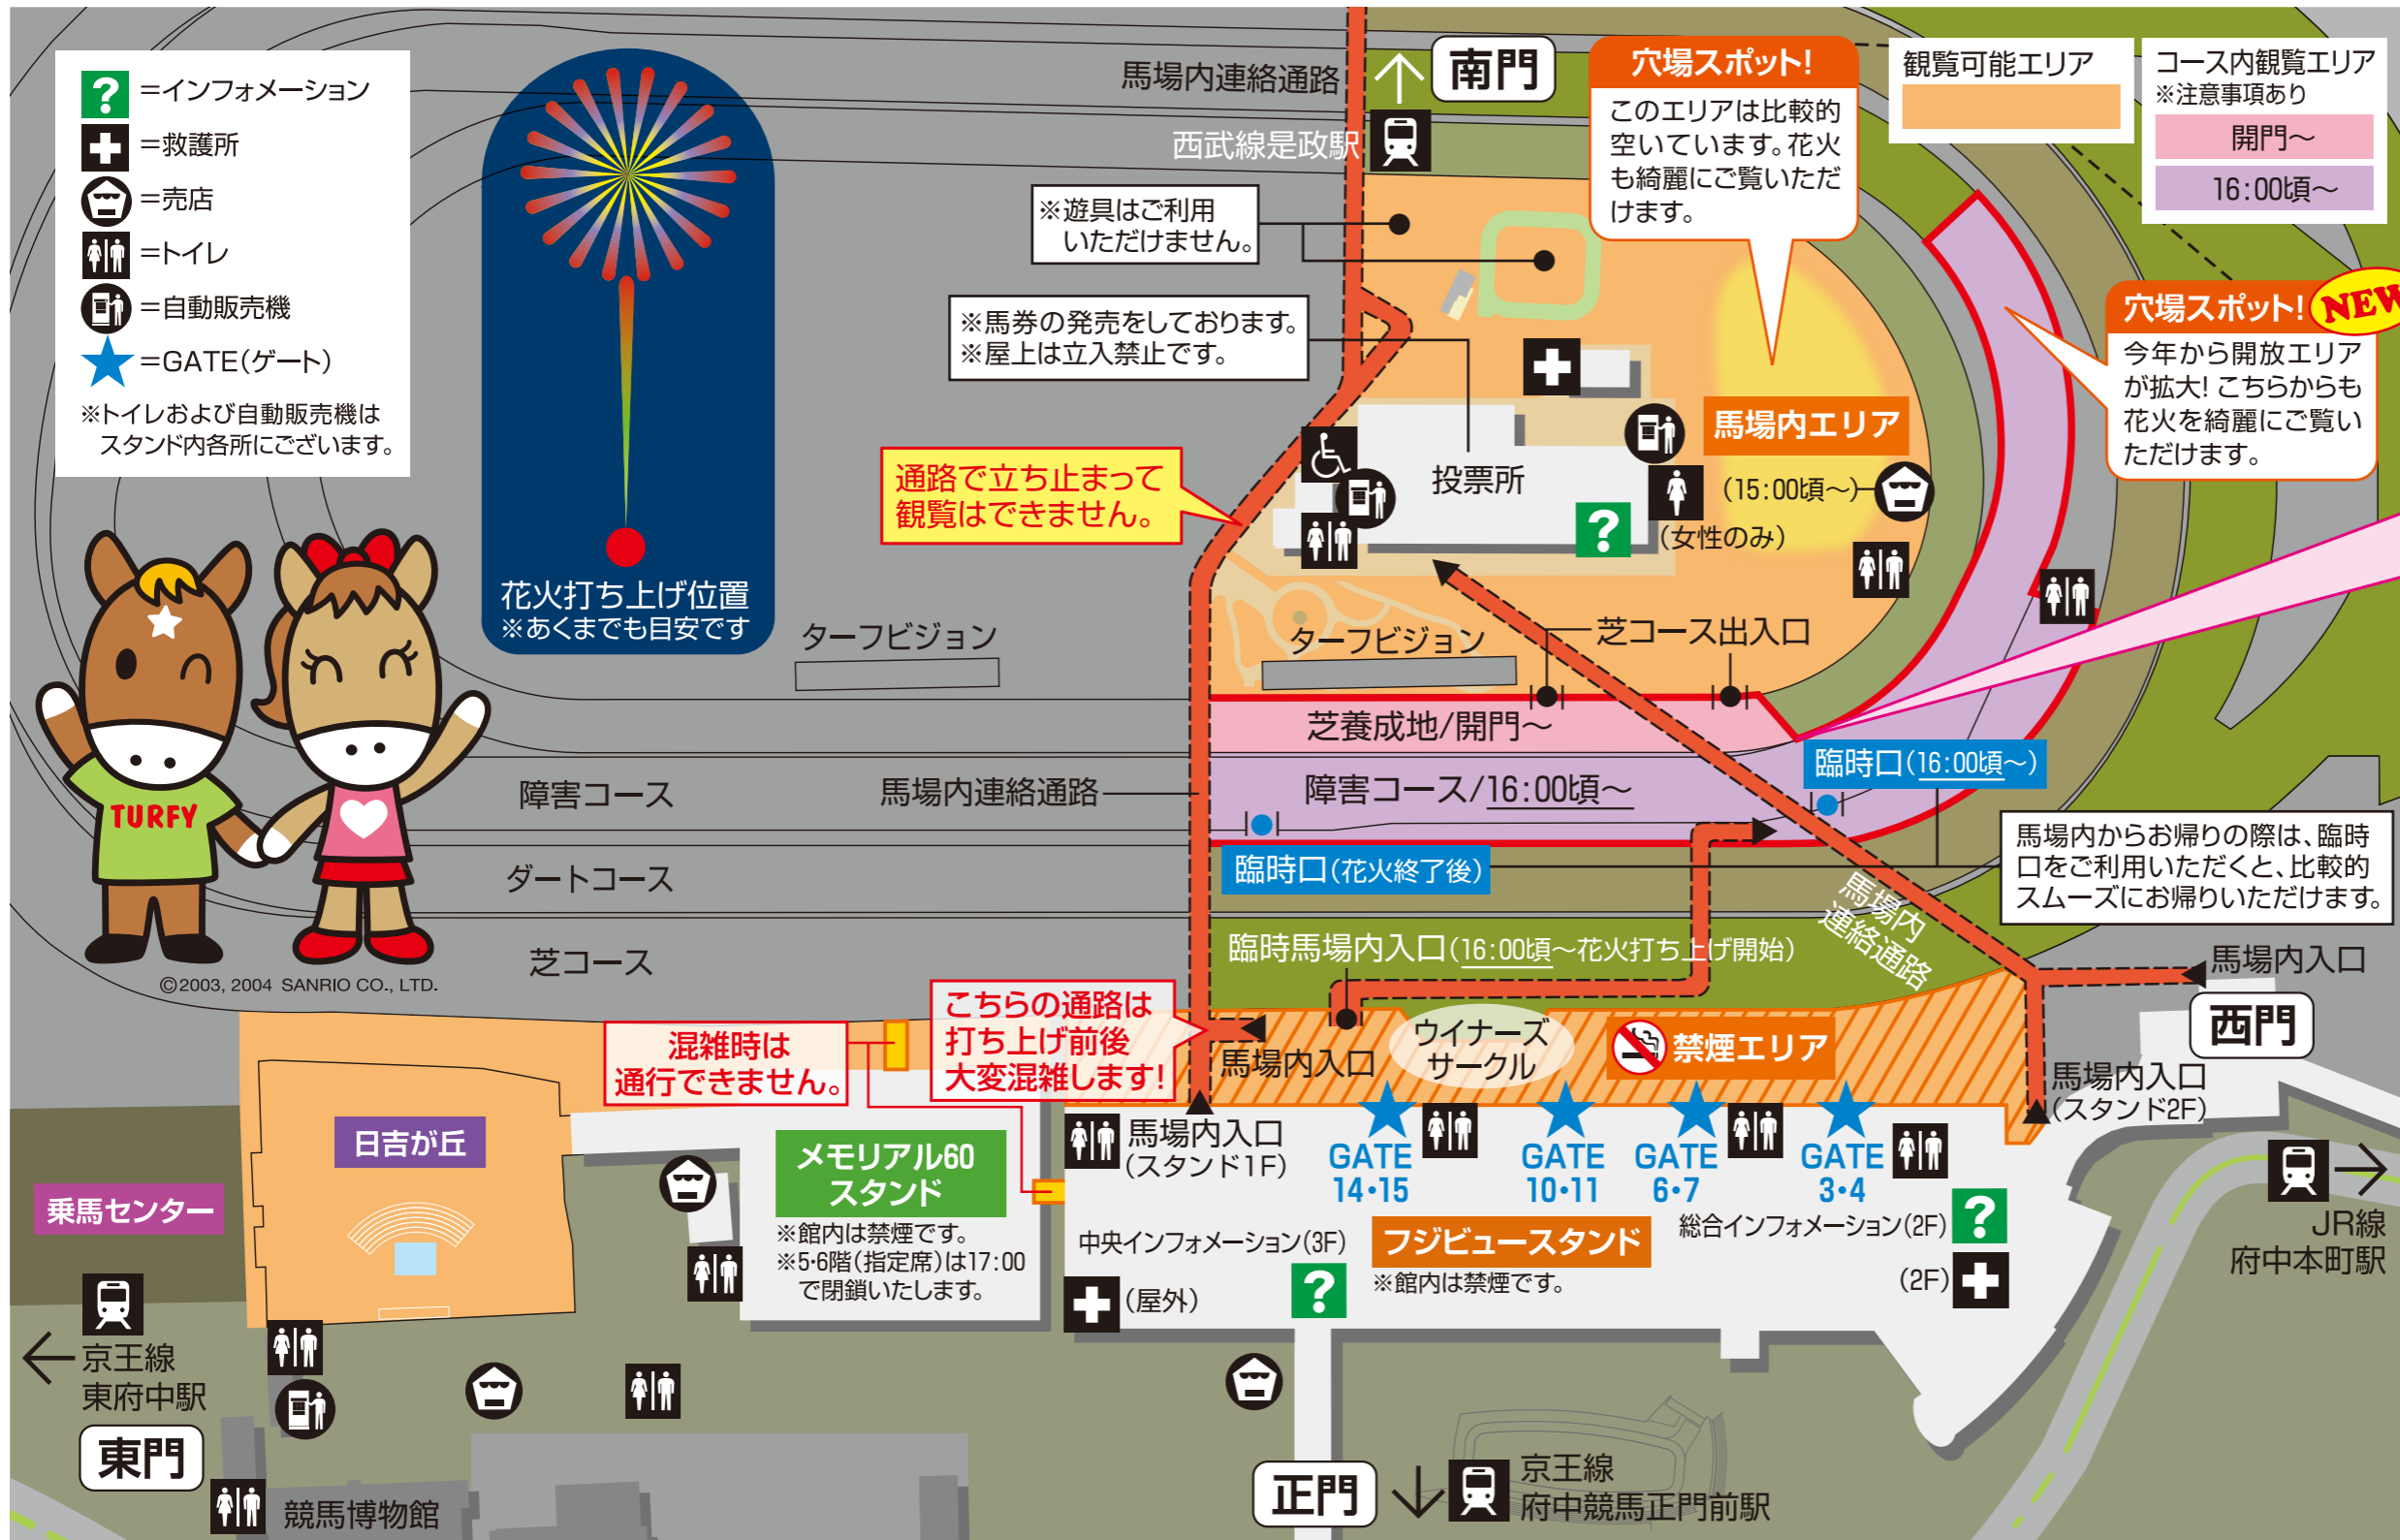 =インフォメーション
=救護所
=売店
=トイレ
=自動販売機
=GATE(ゲート)
※トイレおよび自動販売機は
スタンド内各所にございます。
花火打ち上げ位置
※あくまでも目安です
馬場内連絡通路
南門
西武線是政駅
穴場スポット!
このエリアは比較的
空いています。花火
も綺麗にご覧いただ
けます。
観覧可能エリア
コース内観覧エリア
※注意事項あり
開門〜
16:00頃〜
穴場スポット!
NEW
今年から開放エリア
が拡大! こちらからも
花火を綺麗にご覧い
ただけます。
※遊具はご利用
いただけません。
※馬券の発売をしております。
※屋上は立入禁止です。
通路で立ち止まって
観覧はできません。
投票所
馬場内エリア
(15:00頃〜)
(女性のみ)
ターフビジョン
ターフビジョン
芝コース出入口
芝養成地/開門〜
臨時口(16:00頃〜)
障害コース
馬場内連絡通路
障害コース/16:00頃〜
TURFY
ダートコース
臨時口(花火終了後)
馬場内からお帰りの際は、臨時
口をご利用いただくと、比較的
スムーズにお帰りいただけます。
馬場内
連絡通路
芝コース
臨時馬場内入口(16:00頃〜花火打ち上げ開始)
馬場内入口
©2003, 2004 SANRIO CO., LTD.
西門
混雑時は
通行できません。
こちらの通路は
打ち上げ前後
大変混雑します!
馬場内入口
ウイナーズ
サークル
禁煙エリア
馬場内入口
(スタンド2F)
日吉が丘
乗馬センター
メモリアル60
スタンド
※館内は禁煙です。
※5・6階(指定席)は17:00
で閉鎖いたします。
馬場内入口
(スタンド1F)
GATE
14・15
GATE
10・11
GATE
6・7
GATE
3・4
中央インフォメーション(3F)
フジビュースタンド
※館内は禁煙です。
総合インフォメーション(2F)
(2F)
(屋外)
JR線
府中本町駅
京王線
東府中駅
東門
競馬博物館
正門
京王線
府中競馬正門前駅